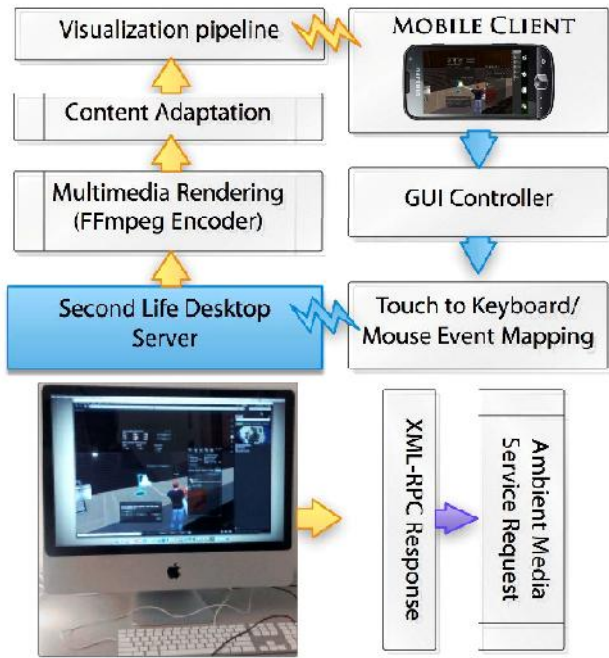 Visualization pipeline
MOBILE CLIENT
Content Adaptation
Multimedia Rendering
(FFmpeg Encoder)
GUI Controller
Second Life Desktop
Server
Touch to Keyboard/
Mouse Event Mapping
XML-RPC Response
Ambient Media
Service Request